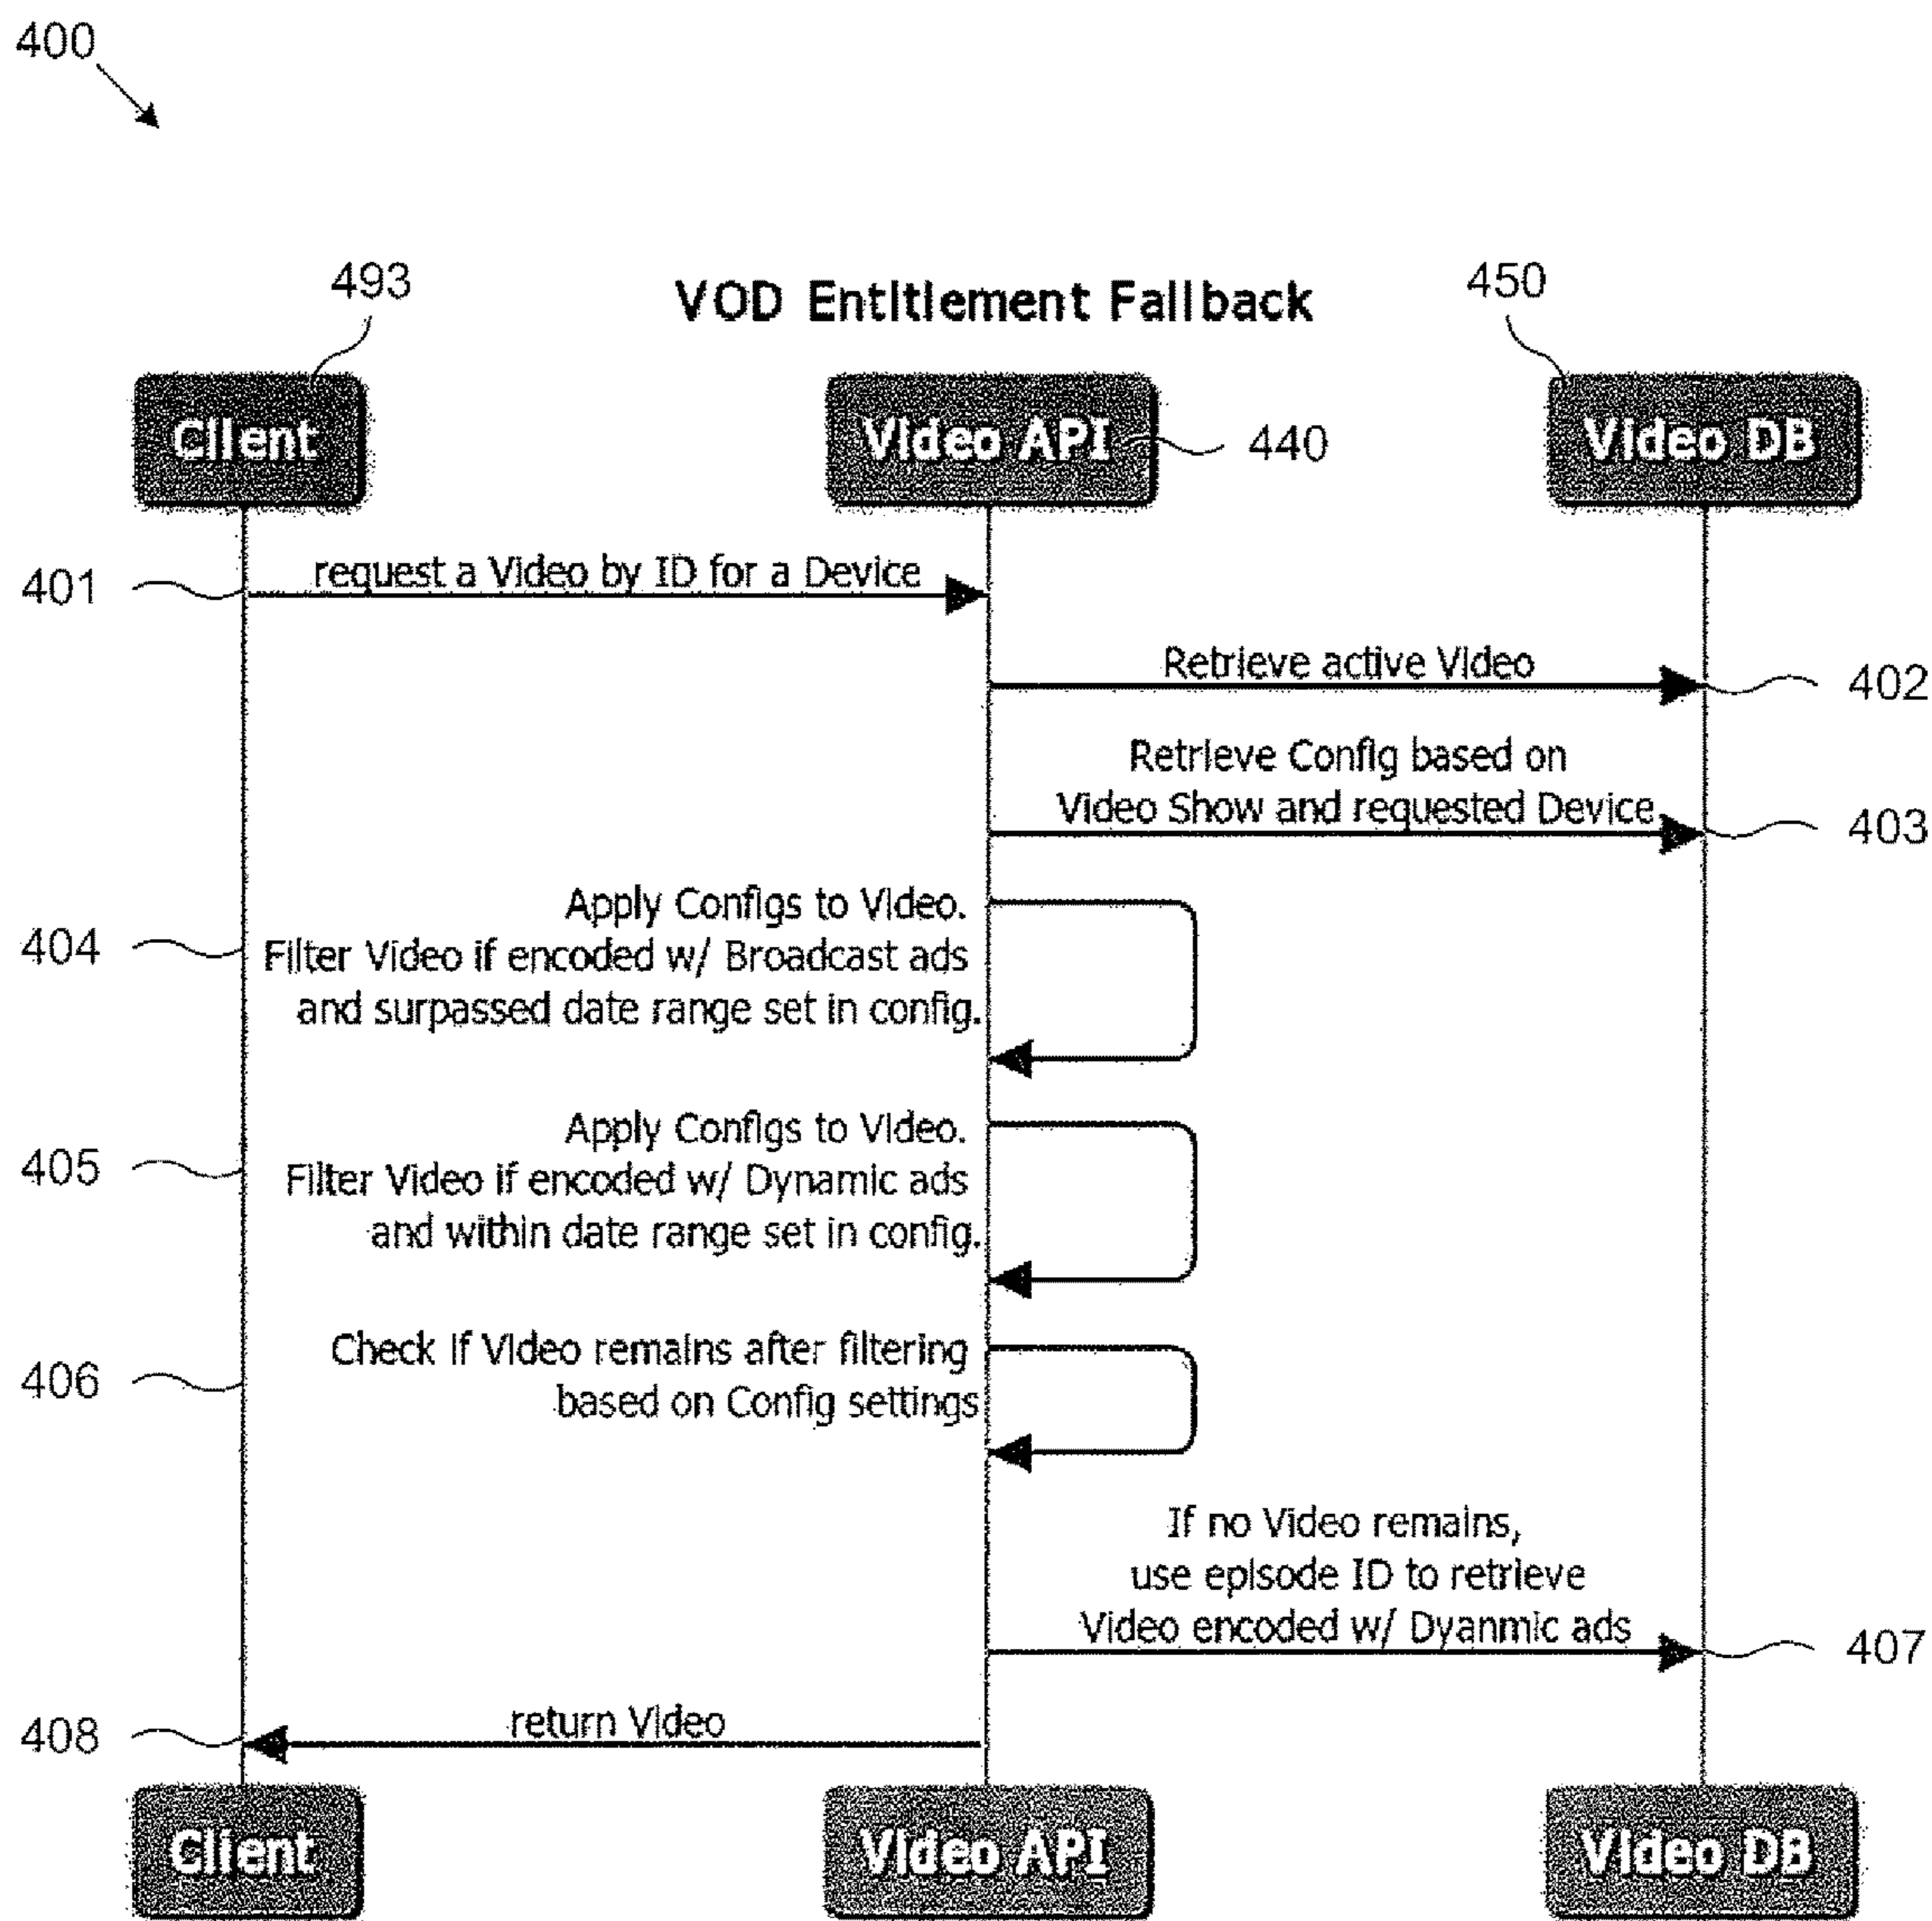 400
493
VOD Entitlement Fallback
450
Client
Video API
440
Video DB
401
request a Video by ID for a Device
Retrieve active Video
402
Retrieve Config based on
Video Show and requested Device
403
Apply Configs to Video.
404
Filter Video if encoded w/ Broadcast ads
and surpassed date range set in config.
Apply Configs to Video.
405
Filter Video if encoded w/ Dynamic ads
and within date range set in config.
Check if Video remains after filtering
406
based on Config settings
If no Video remains,
use episode ID to retrieve
Video encoded w/ Dyanmic ads
407
408
return Video
Client
Video API
Video DB